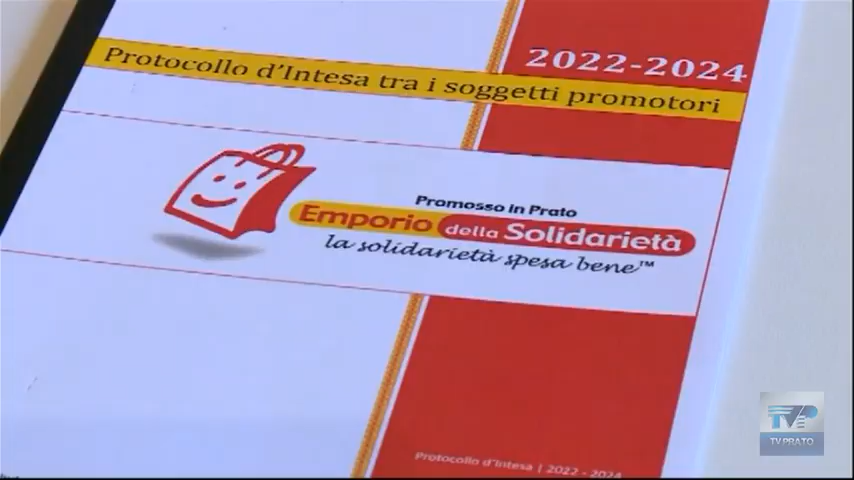 2022-2024
Protocollo d'Intesa tra i soggetti promotori
Promosso in Prato
Emporio della Solidarietà
la solidarietà spesa bene™
Protocollo d'Intesa | 2022 - 2024
TVP
TV PRATO